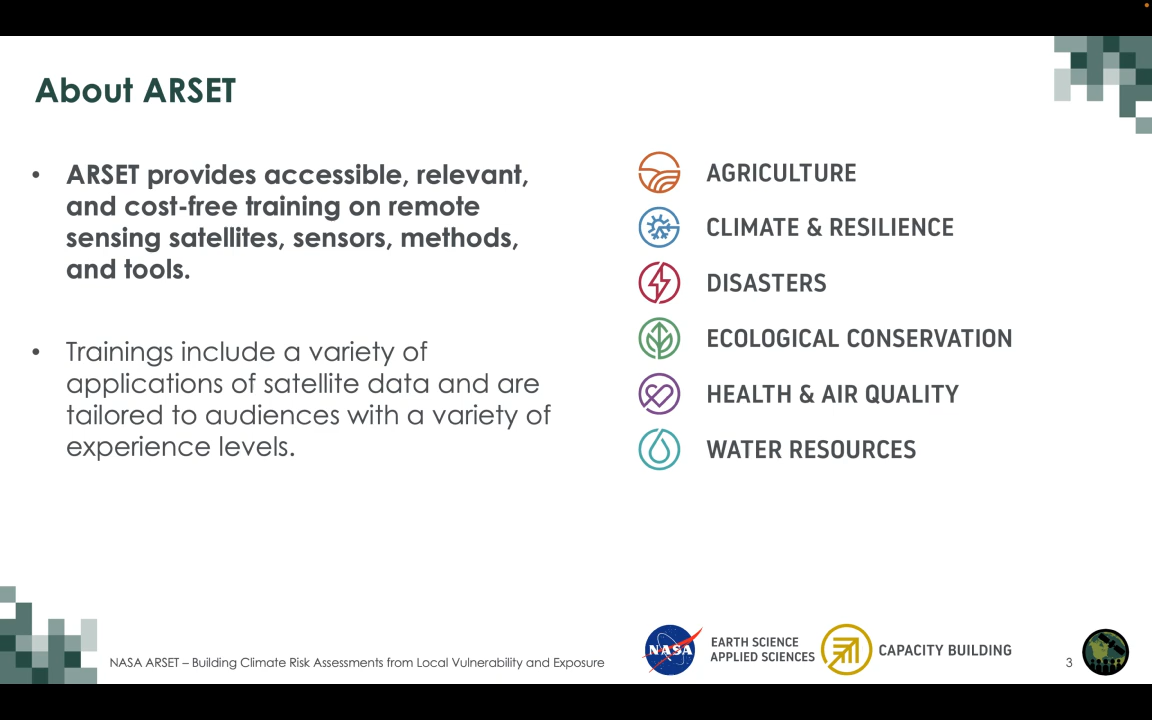 About ARSET
• ARSET provides accessible, relevant,
and cost-free training on remote
sensing satellites, sensors, methods,
and tools.
• Trainings include a variety of
applications of satellite data and are
tailored to audiences with a variety of
experience levels.
AGRICULTURE
CLIMATE & RESILIENCE
DISASTERS
ECOLOGICAL CONSERVATION
HEALTH & AIR QUALITY
WATER RESOURCES
NASA ARSET – Building Climate Risk Assessments from Local Vulnerability and Exposure
NASA
EARTH SCIENCE
APPLIED SCIENCES
CAPACITY BUILDING
3